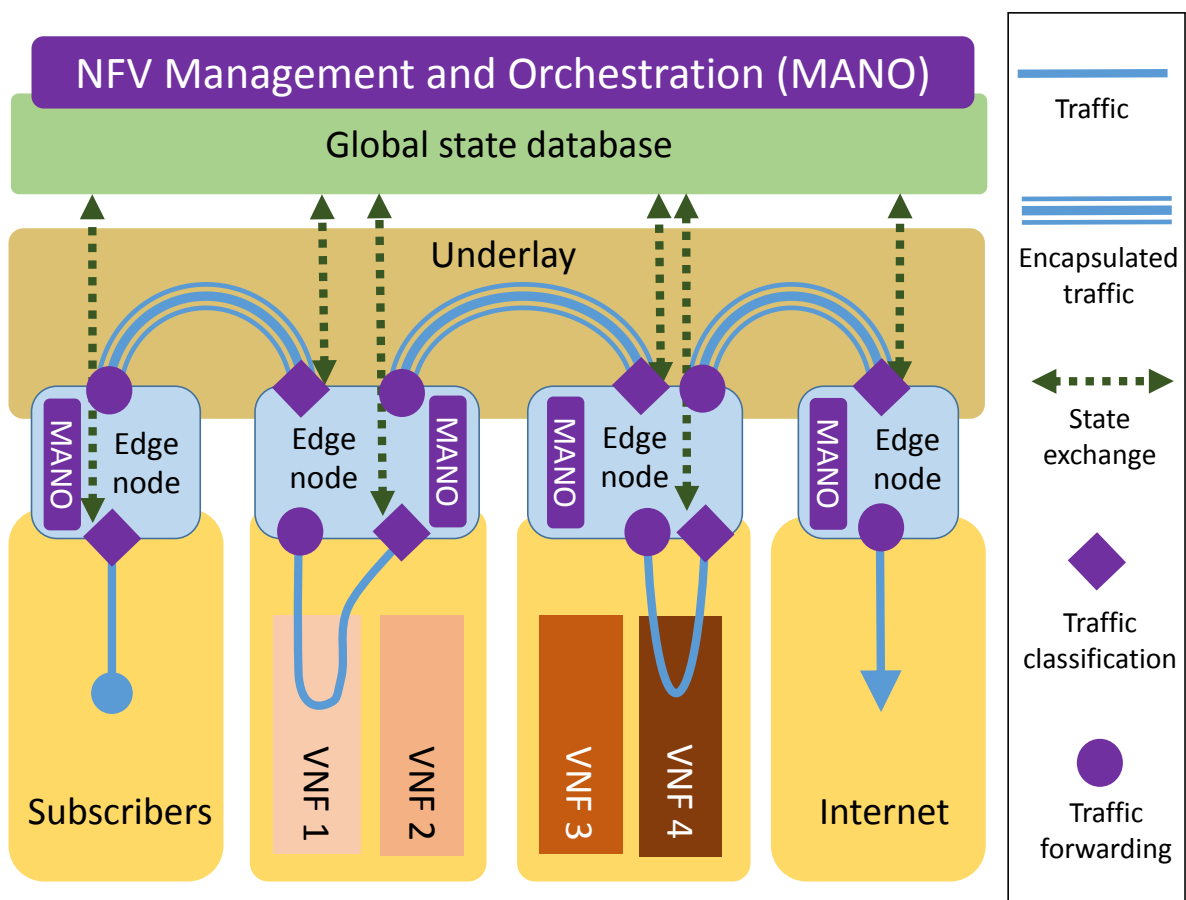 NFV Management and Orchestration (MANO)
Global state database
Underlay
MANO
Edge
node
Edge
node
MANO
MANO
Edge
node
MANO
Edge
node
Subscribers
VNF 1
VNF 2
VNF 3
VNF 4
Internet
Traffic
Encapsulated
traffic
State
exchange
Traffic
classification
Traffic
forwarding